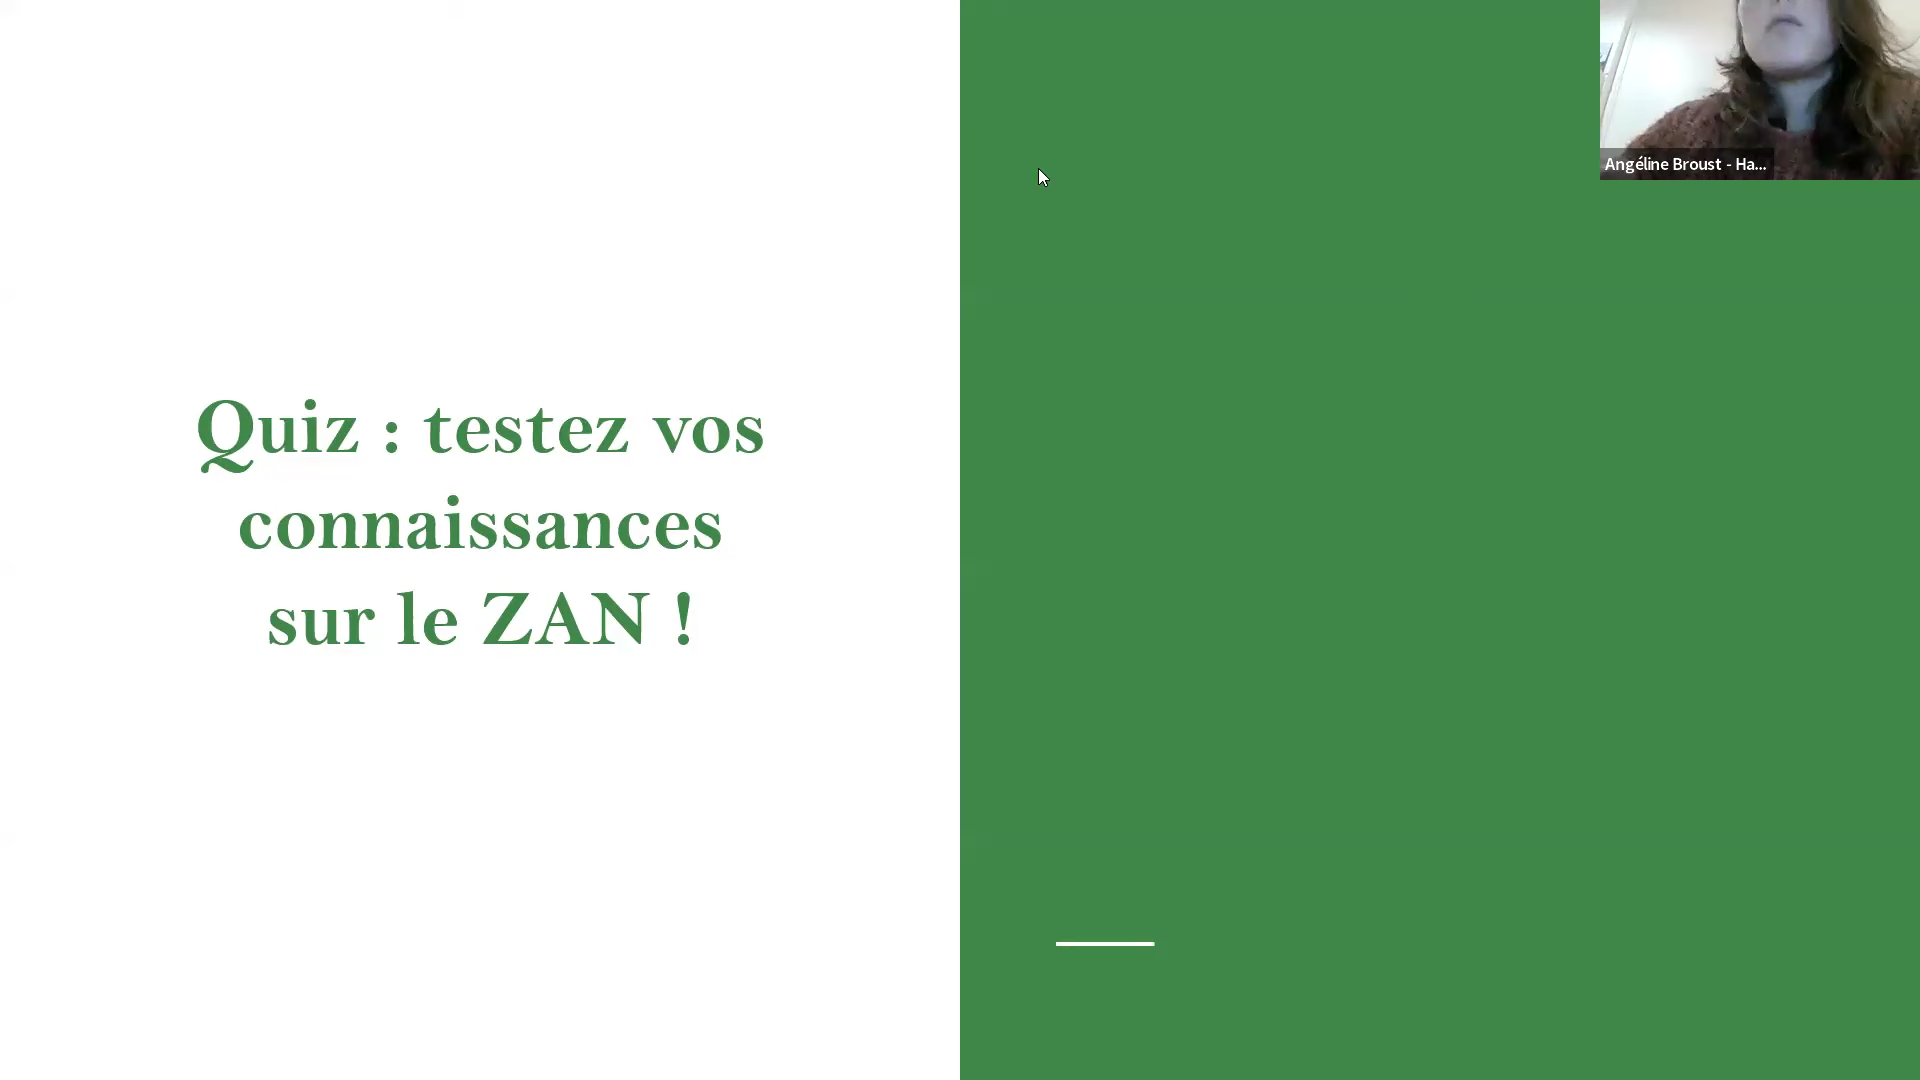 Quiz : testez vos
connaissances
sur le ZAN !
Angéline Broust - Ha...